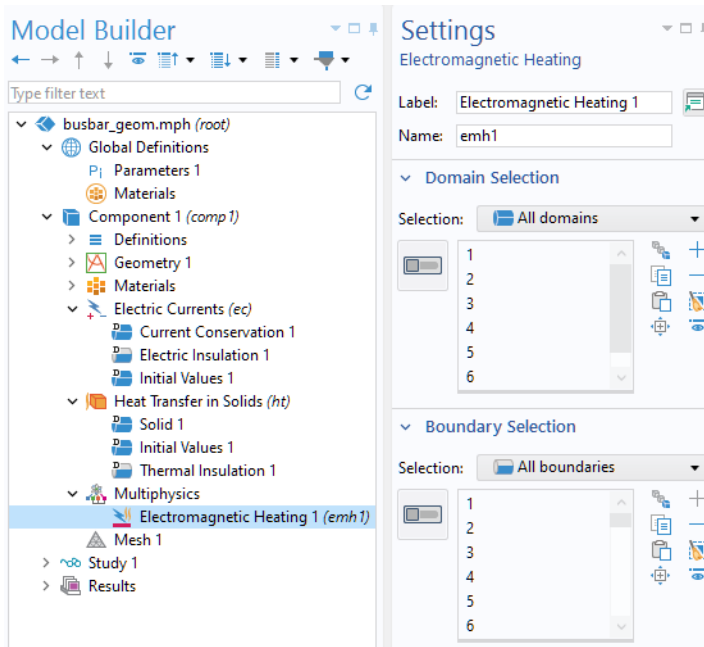 Model Builder
Type filter text
busbar_geom.mph (root)
Global Definitions
Pi Parameters 1
Materials
Component 1 (comp1)
Definitions
Geometry 1
Materials
Electric Currents (ec)
D Current Conservation 1
D Electric Insulation 1
D Initial Values 1
Heat Transfer in Solids (ht)
D Solid 1
D Initial Values 1
D Thermal Insulation 1
Multiphysics
Electromagnetic Heating 1 (emh1)
Mesh 1
Study 1
Results
Settings
Electromagnetic Heating
Label: Electromagnetic Heating 1
Name: emh1
Domain Selection
Selection: All domains
1
2
3
4
5
6
Boundary Selection
Selection: All boundaries
1
2
3
4
5
6